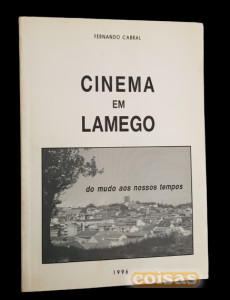 FERNANDO CABRAL
CINEMA
EM
LAMEGO
do mudo aos nossos tempos
1996
coisas